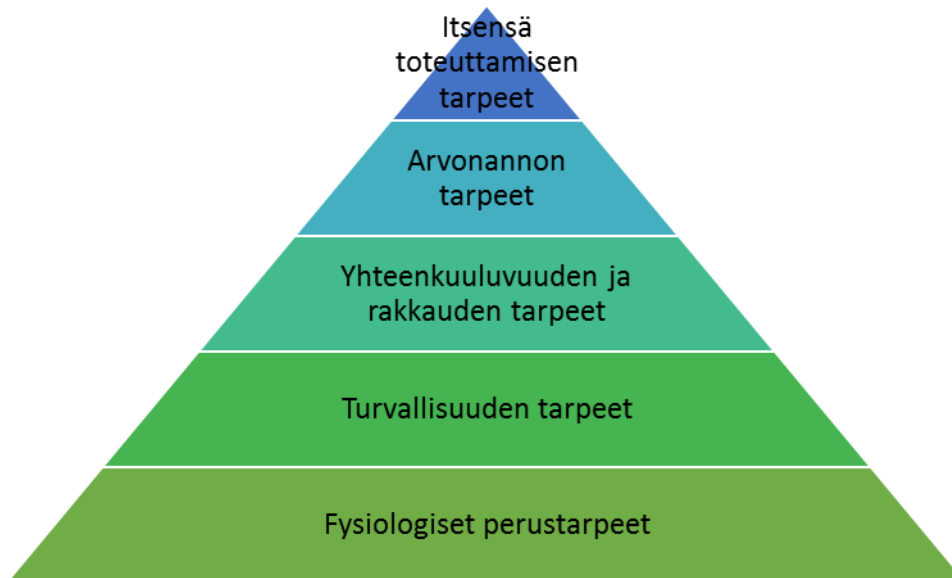 Itsensä
toteuttamisen
tarpeet
Arvonannon
tarpeet
Yhteenkuuluvuuden ja
rakkauden tarpeet
Turvallisuuden tarpeet
Fysiologiset perustarpeet